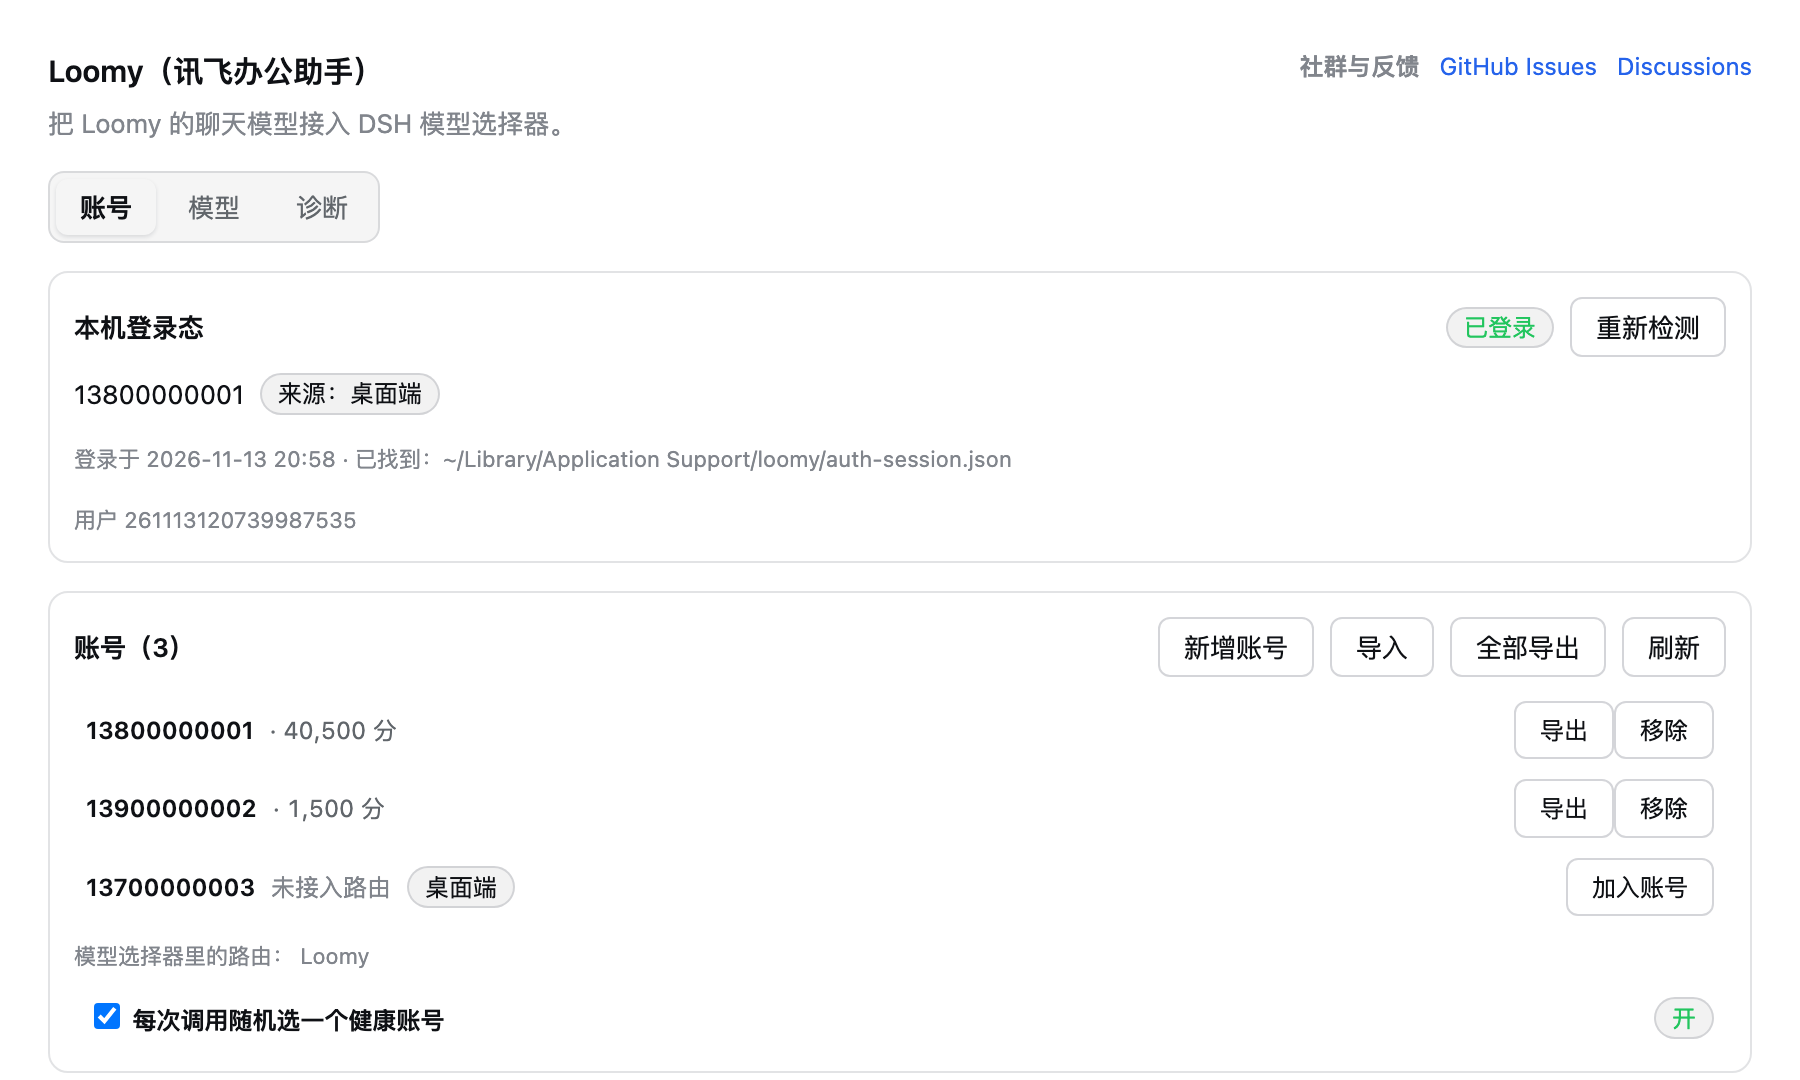 Loomy（讯飞办公助手）
社群与反馈 GitHub Issues Discussions
把 Loomy 的聊天模型接入 DSH 模型选择器。
账号 模型 诊断
本机登录态 已登录 重新检测
13800000001 来源：桌面端
登录于 2026-11-13 20:58 · 已找到：~/Library/Application Support/loomy/auth-session.json
用户 261113120739987535
账号（3） 新增账号 导入 全部导出 刷新
13800000001 · 40,500 分 导出 移除
13900000002 · 1,500 分 导出 移除
13700000003 未接入路由 桌面端 加入账号
模型选择器里的路由： Loomy
每次调用随机选一个健康账号 开